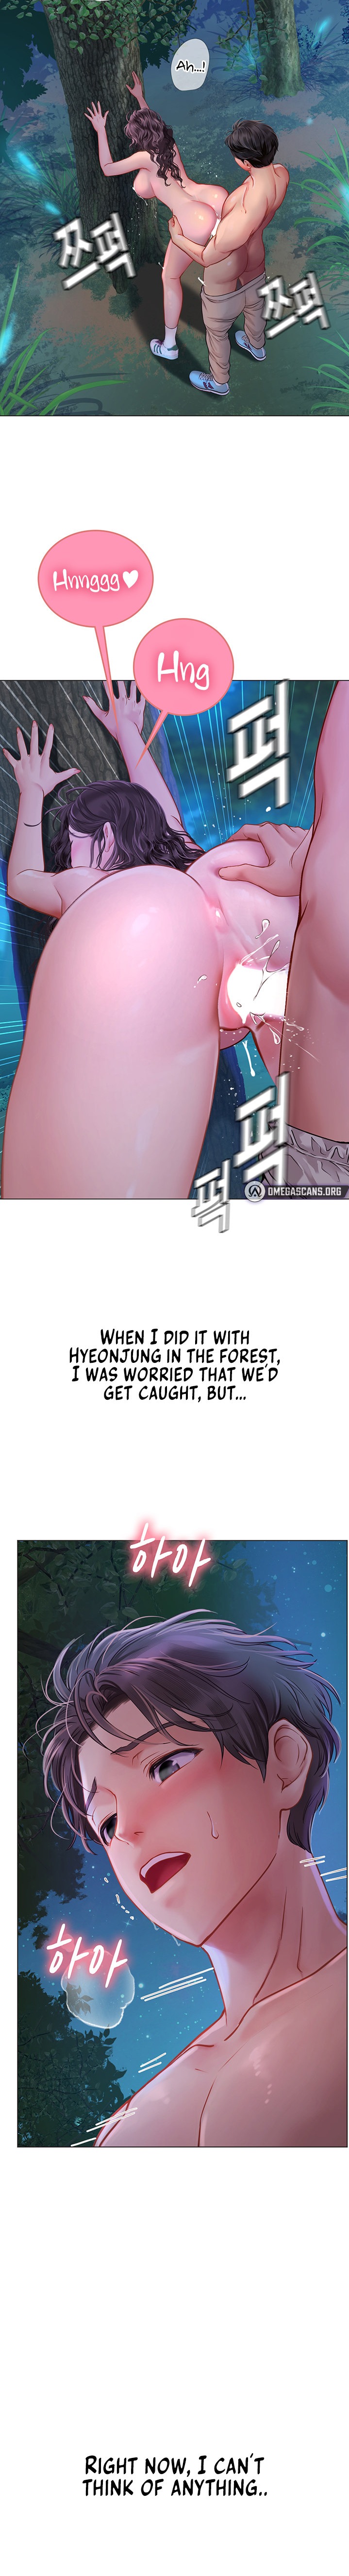 Ah...!
쯔퍽
쯔퍽
Hnnggg♥
Hng
퍽
퍽
퍽
OMEGASCANS.ORG
WHEN I DID IT WITH
HYEONJUNG IN THE FOREST,
I WAS WORRIED THAT WE'D
GET CAUGHT, BUT...
하아
하아
RIGHT NOW, I CAN'T
THINK OF ANYTHING..